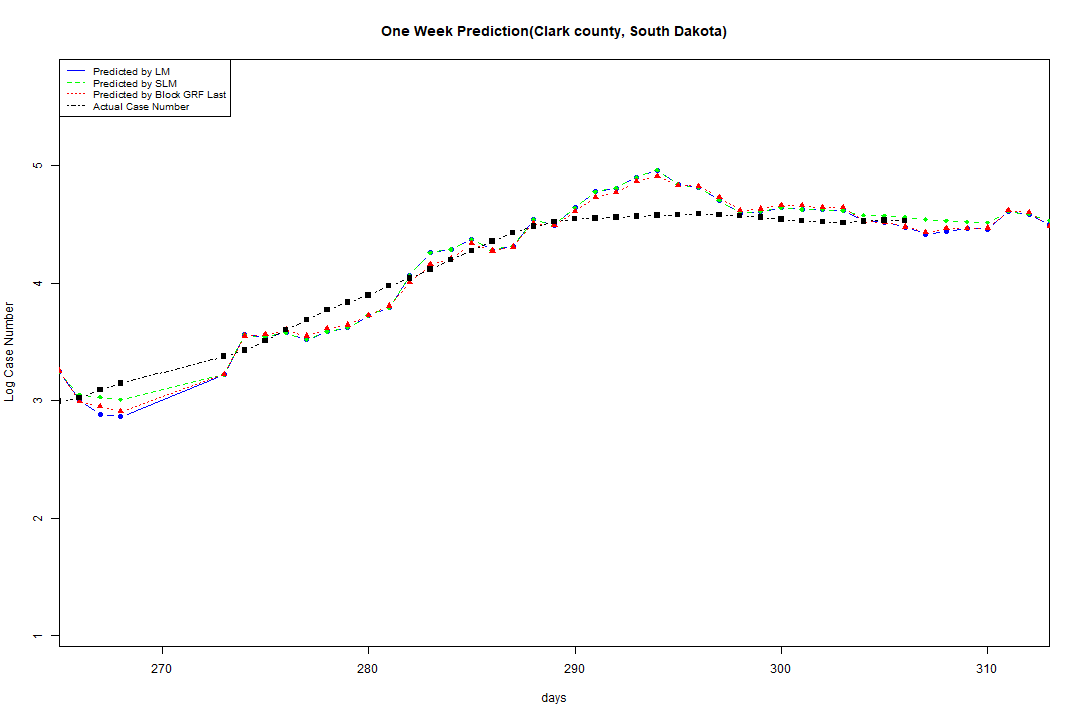 One Week Prediction(Clark county, South Dakota)
Predicted by LM
Predicted by SLM
Predicted by Block GRF Last
Actual Case Number
5
4
3
2
1
Log Case Number
270 280 290 300 310
days